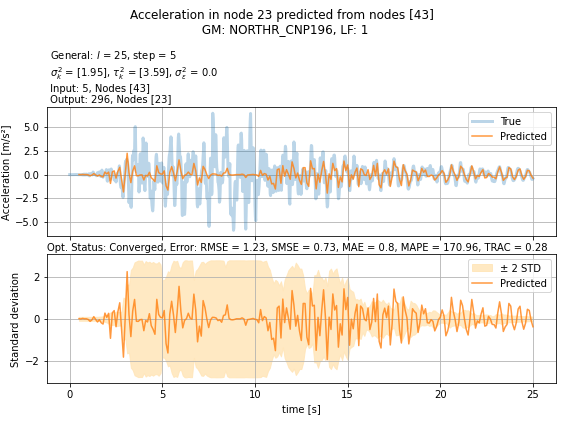 Acceleration in node 23 predicted from nodes [43]
GM: NORTHR_CNP196, LF: 1
General: l = 25, step = 5
σ²ₖ = [1.95], τ²ₖ = [3.59], σ²ε = 0.0
Input: 5, Nodes [43]
Output: 296, Nodes [23]
Acceleration [m/s²]
5.0
2.5
0.0
−2.5
−5.0
True
Predicted
Opt. Status: Converged, Error: RMSE = 1.23, SMSE = 0.73, MAE = 0.8, MAPE = 170.96, TRAC = 0.28
Standard deviation
2
0
−2
± 2 STD
Predicted
0 5 10 15 20 25
time [s]